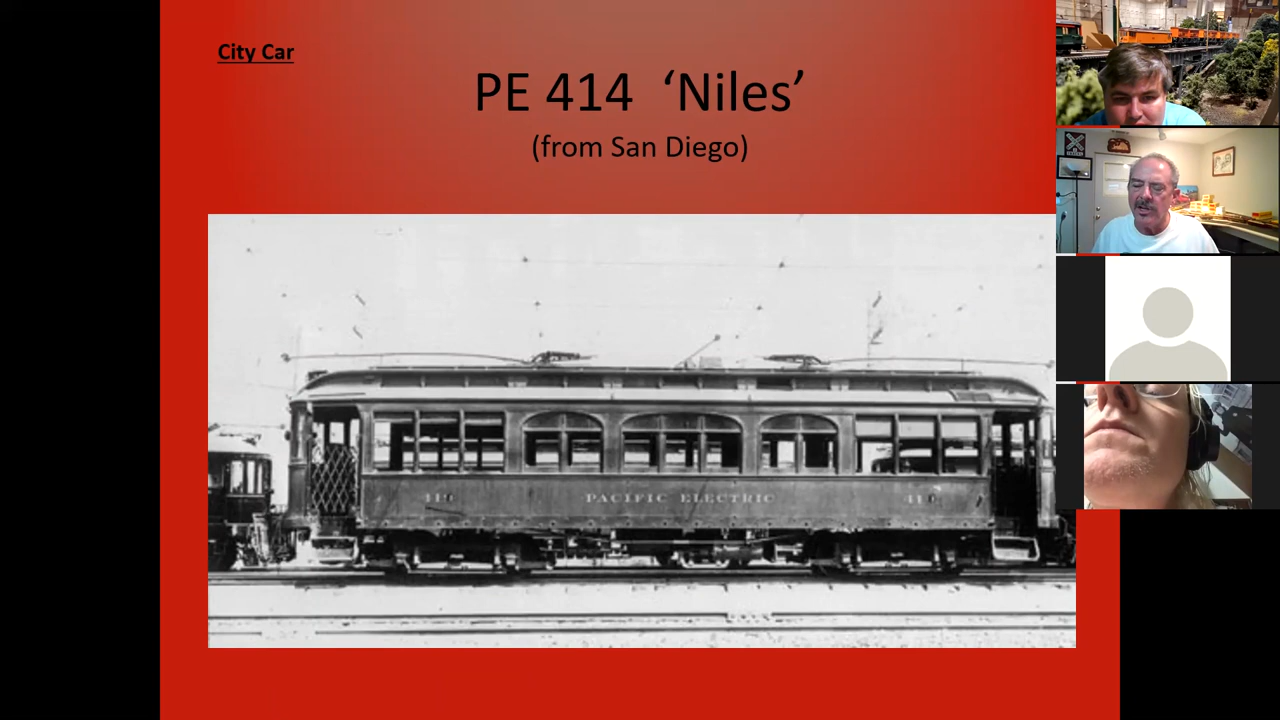 City Car
PE 414 ‘Niles’
(from San Diego)
PACIFIC ELECTRIC